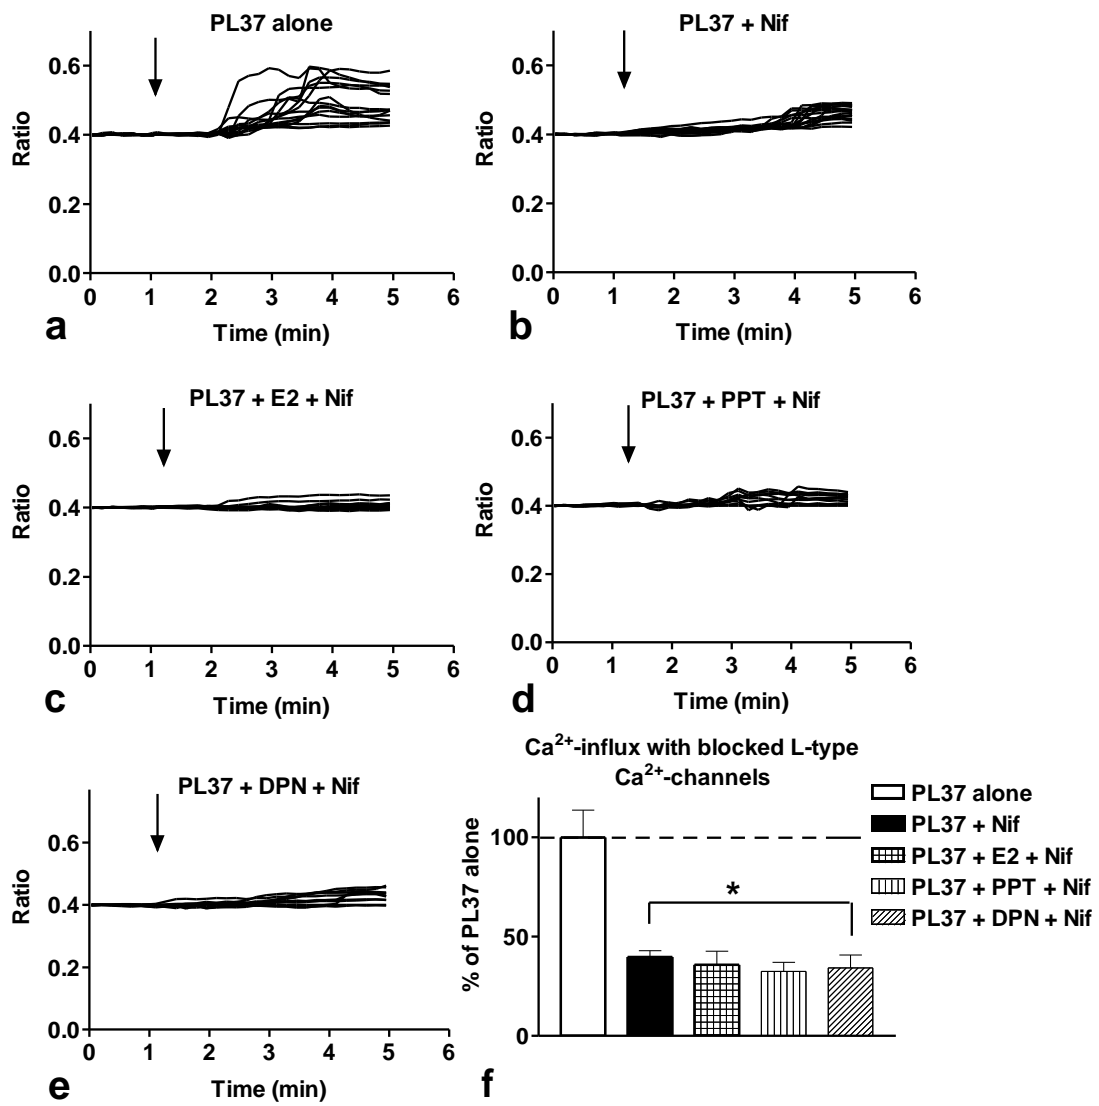 PL37 alone
0.6
0.4
0.2
0.0
Ratio
0 1 2 3 4 5 6
Time (min)
a
PL37 + Nif
0.6
0.4
0.2
0.0
Ratio
0 1 2 3 4 5 6
Time (min)
b
PL37 + E2 + Nif
0.6
0.4
0.2
0.0
Ratio
0 1 2 3 4 5 6
Time (min)
c
PL37 + PPT + Nif
0.6
0.4
0.2
0.0
Ratio
0 1 2 3 4 5 6
Time (min)
d
PL37 + DPN + Nif
0.6
0.4
0.2
0.0
Ratio
0 1 2 3 4 5 6
Time (min)
e
Ca²⁺-influx with blocked L-type
Ca²⁺-channels
100
50
0
% of PL37 alone
*
PL37 alone
PL37 + Nif
PL37 + E2 + Nif
PL37 + PPT + Nif
PL37 + DPN + Nif
f